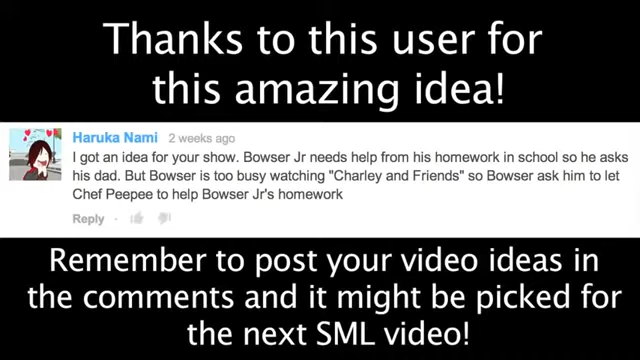 Thanks to this user for
this amazing idea!
Haruka Nami 2 weeks ago
I got an idea for your show. Bowser Jr needs help from his homework in school so he asks
his dad. But Bowser is too busy watching "Charley and Friends" so Bowser ask him to let
Chef Peepee to help Bowser Jr's homework
Reply
Remember to post your video ideas in
the comments and it might be picked for
the next SML video!